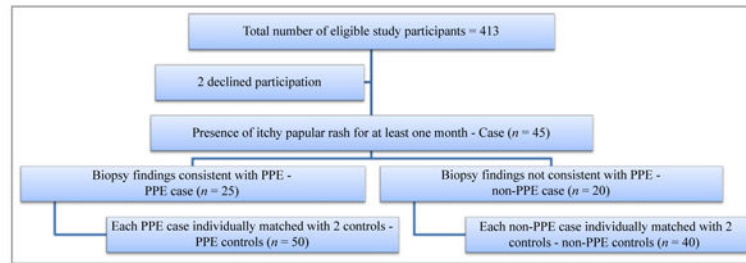 Total number of eligible study participants = 413
2 declined participation
Presence of itchy papular rash for at least one month - Case (n = 45)
Biopsy findings consistent with PPE -
PPE case (n = 25)
Each PPE case individually matched with 2 controls -
PPE controls (n = 50)
Biopsy findings not consistent with PPE -
non-PPE case (n = 20)
Each non-PPE case individually matched with 2
controls - non-PPE controls (n = 40)